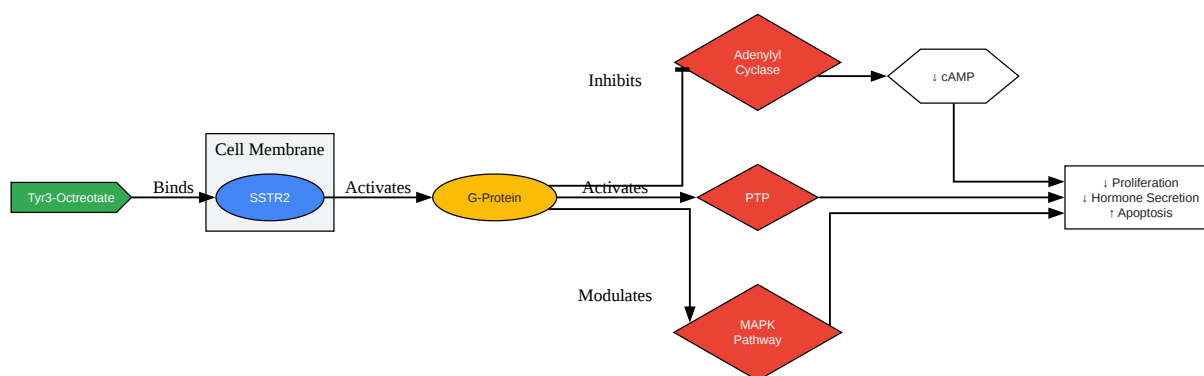 Adenylyl
Cyclase
Inhibits
↓ cAMP
Cell Membrane
Tyr3-Octreotate
Binds
SSTR2
Activates
G-Protein
Activates
PTP
↓ Proliferation
↓ Hormone Secretion
↑ Apoptosis
Modulates
MAPK
Pathway